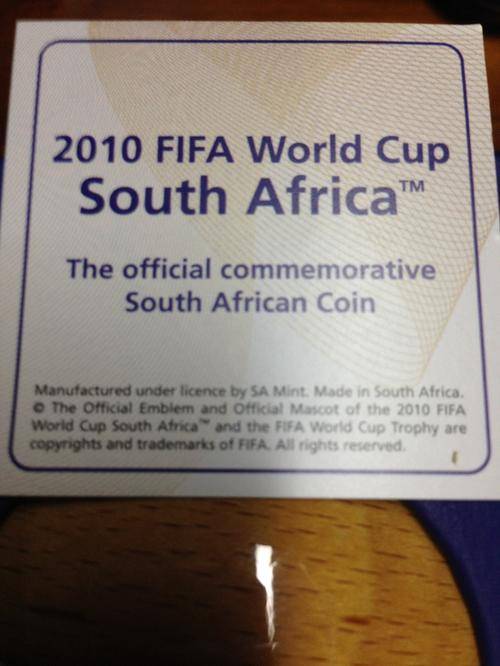 2010 FIFA World Cup
South Africa™
The official commemorative
South African Coin
Manufactured under licence by SA Mint. Made in South Africa.
© The Official Emblem and Official Mascot of the 2010 FIFA
World Cup South Africa™ and the FIFA World Cup Trophy are
copyrights and trademarks of FIFA. All rights reserved.